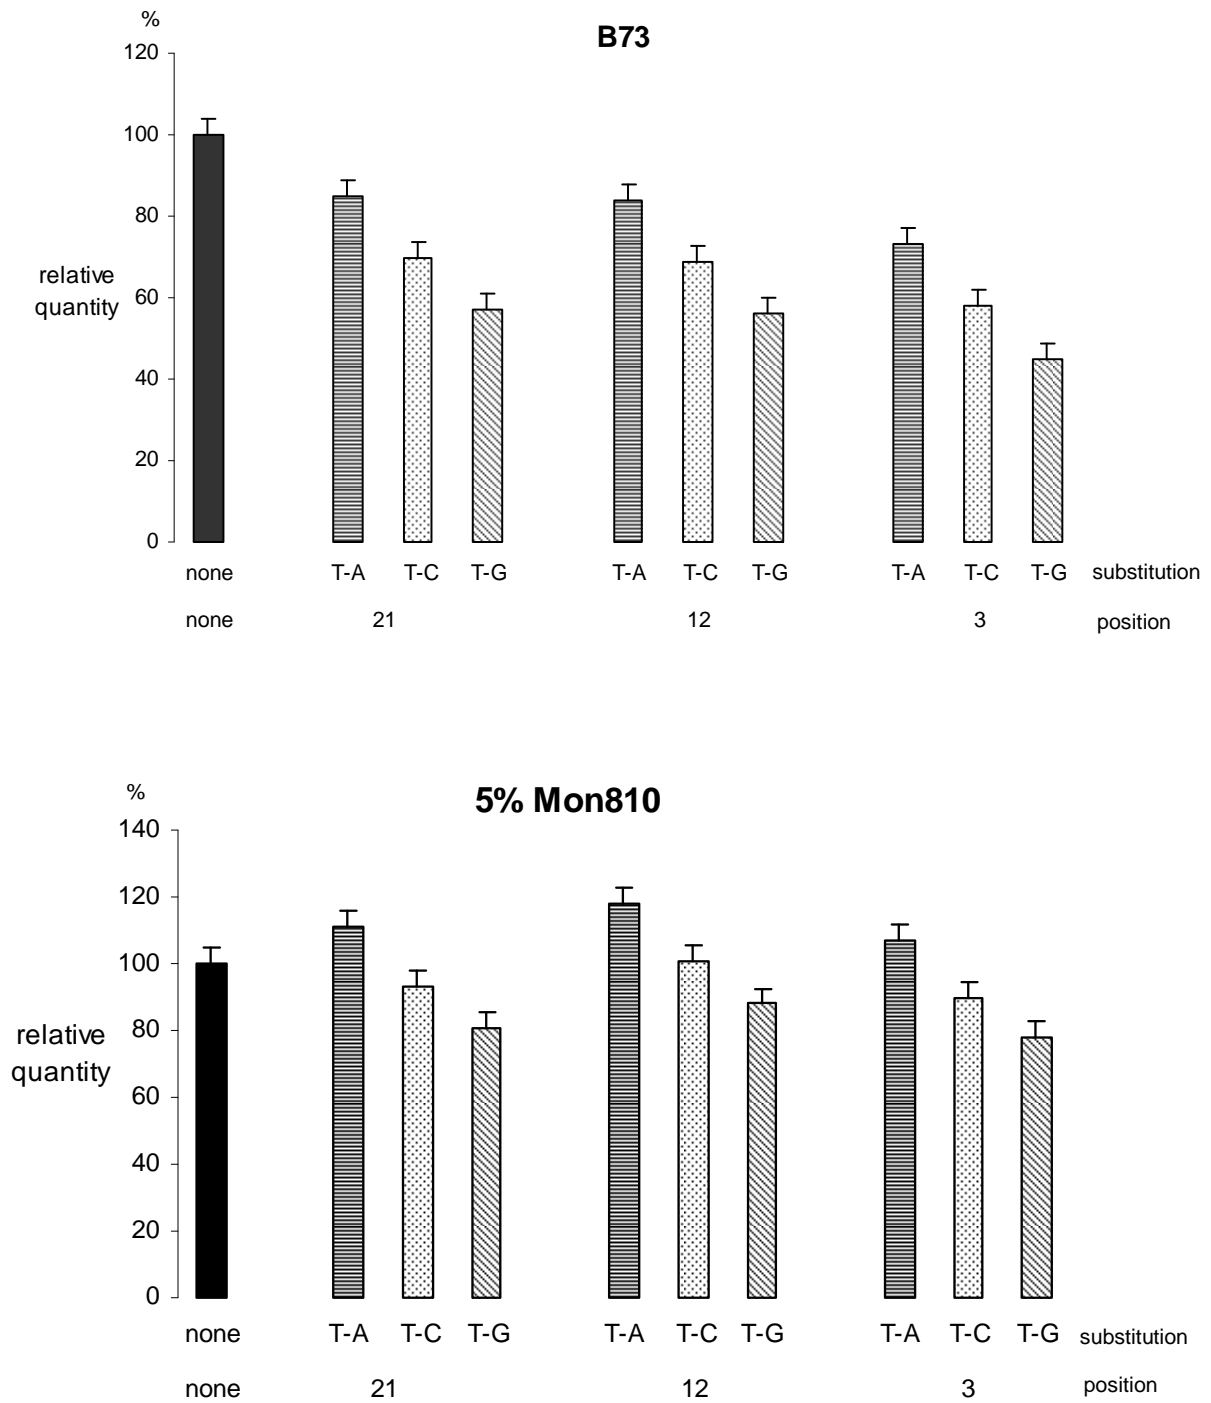 %
B73
120
100
80
relative
quantity
60
40
20
0
none T-A T-C T-G T-A T-C T-G T-A T-C T-G substitution
none 21 12 3 position
%
5% Mon810
140
120
100
80
relative
quantity
60
40
20
0
none T-A T-C T-G T-A T-C T-G T-A T-C T-G substitution
none 21 12 3 position